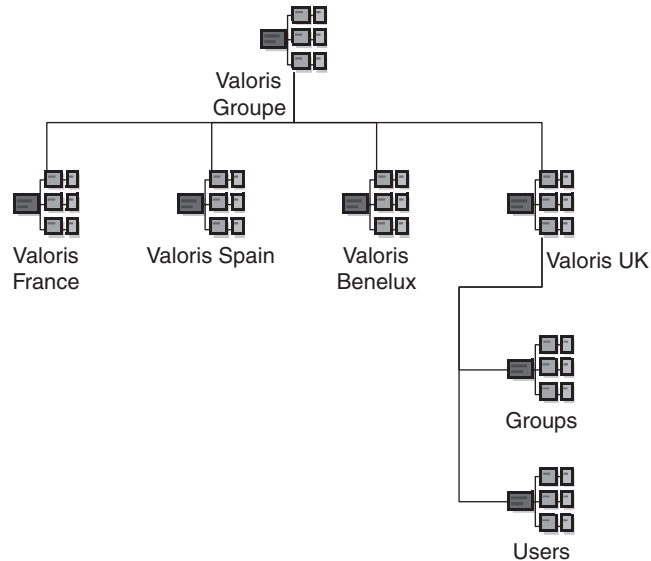 Valoris
Groupe
Valoris
France
Valoris Spain
Valoris
Benelux
Valoris UK
Groups
Users